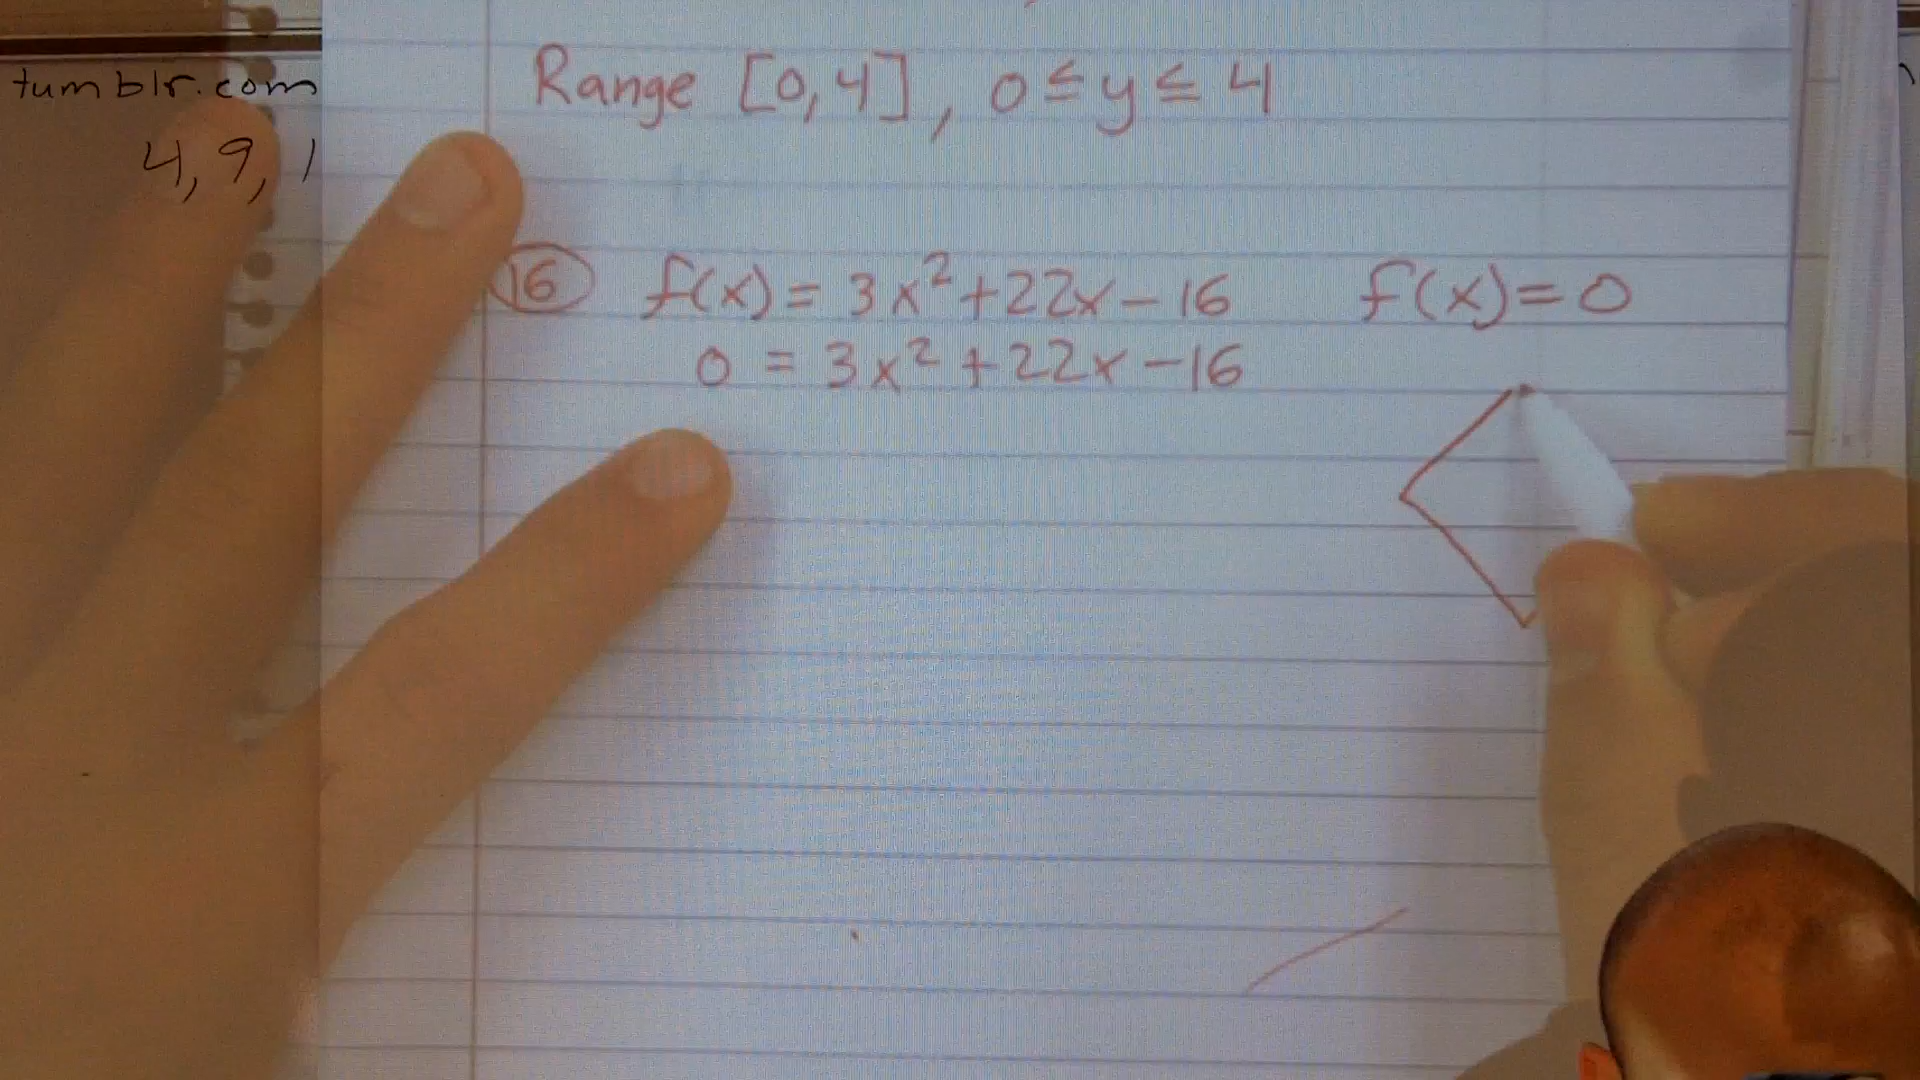 tumblr.com
4, 9, 1
Range [0,4], 0 ≤ y ≤ 4
16 f(x) = 3x² + 22x - 16 f(x) = 0
0 = 3x² + 22x - 16